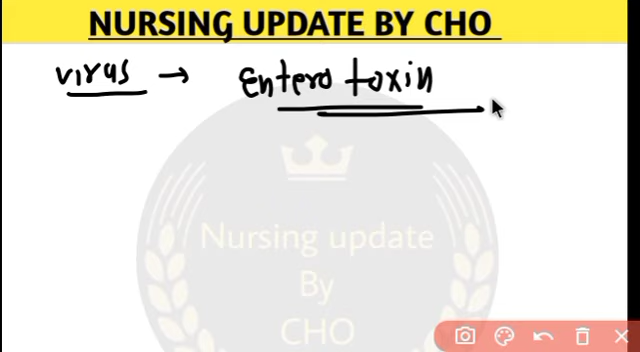 NURSING UPDATE BY CHO
virus → Entero toxin
Nursing update
By
CHO